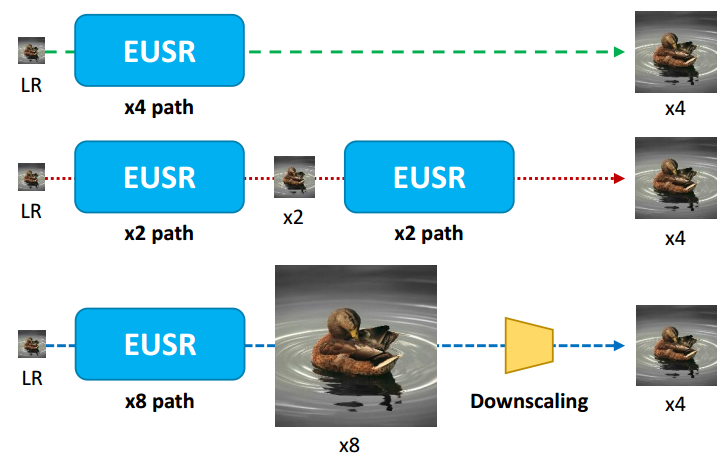 EUSR
LR
x4 path
x4
EUSR
EUSR
LR
x2 path
x2
x2 path
x4
EUSR
LR
x8 path
Downscaling
x4
x8